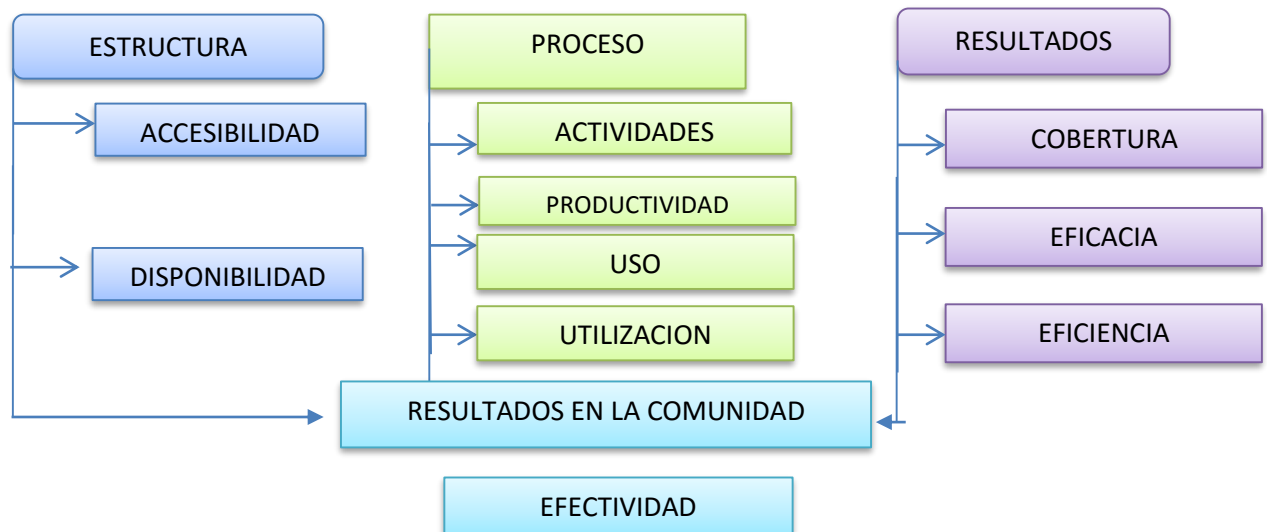 ESTRUCTURA
ACCESIBILIDAD
DISPONIBILIDAD
PROCESO
ACTIVIDADES
PRODUCTIVIDAD
USO
UTILIZACION
RESULTADOS
COBERTURA
EFICACIA
EFICIENCIA
RESULTADOS EN LA COMUNIDAD
EFECTIVIDAD